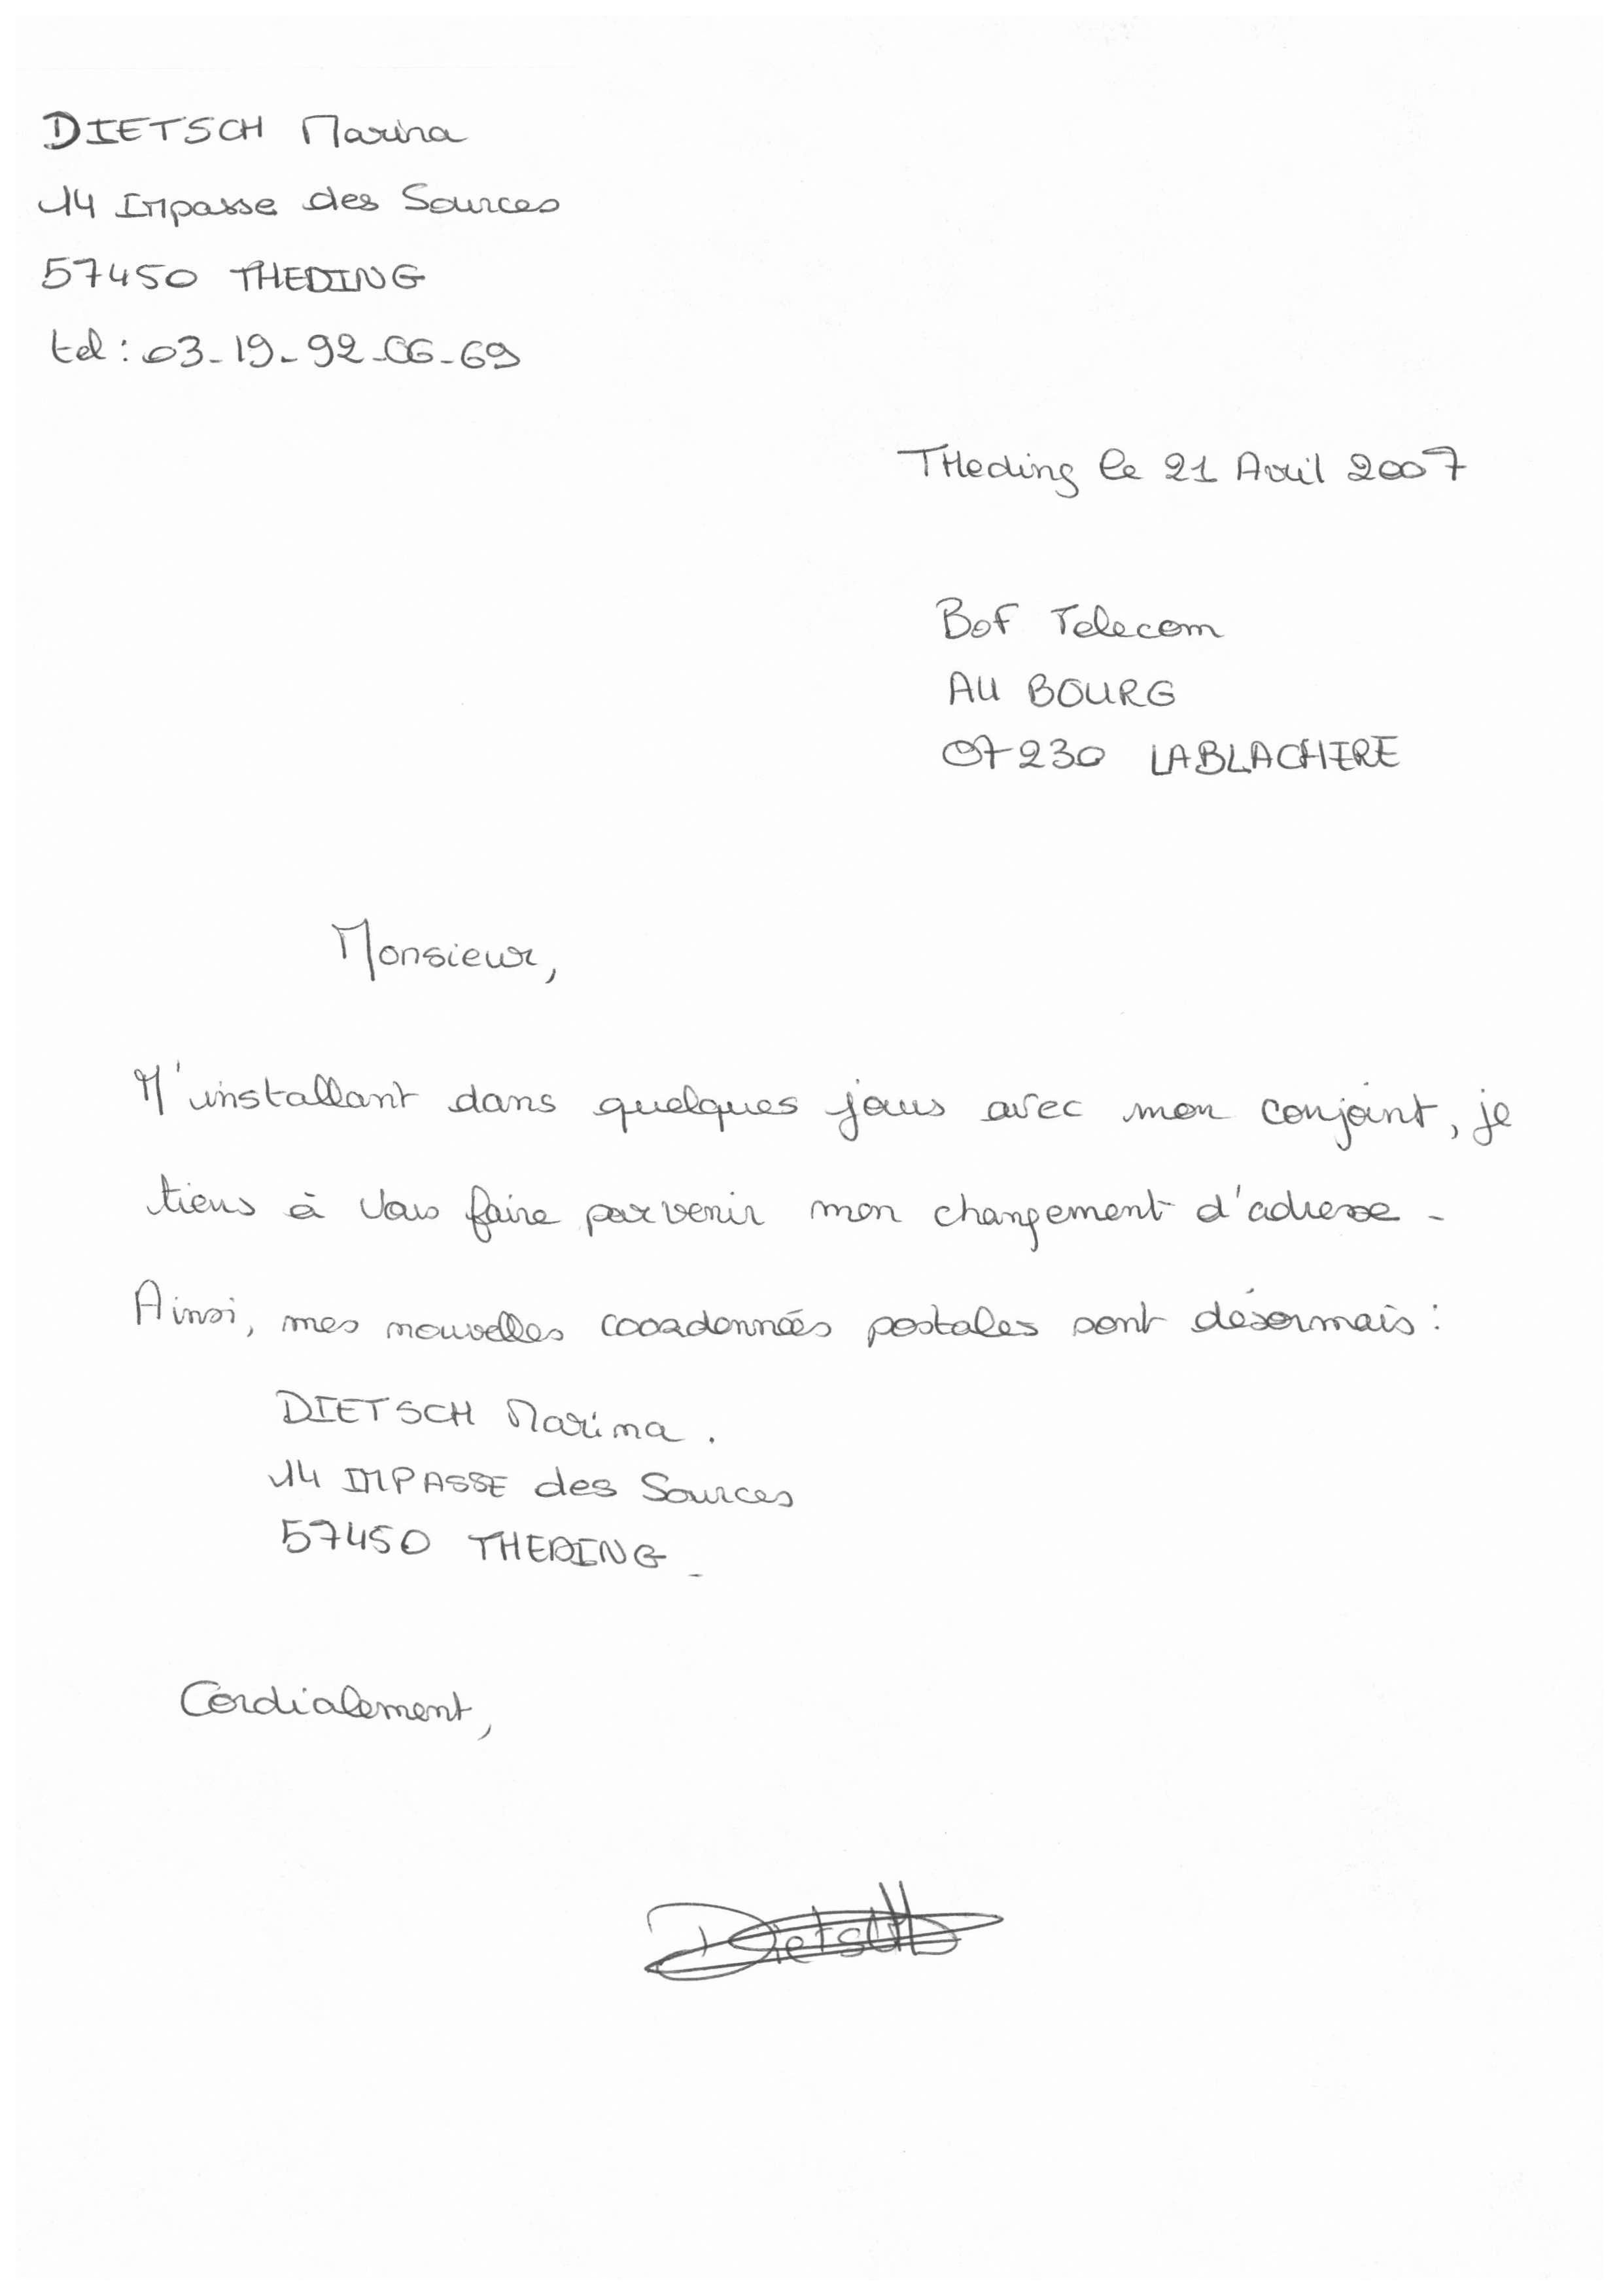 DIETSCH Marina
14 Impasse des Sources
57450 THEDING
tel : 03-19-92-06-69
THeding le 21 Avril 2007
BoF Telecom
AU BOURG
07230 LABLACHERE
Monsieur,
M'installant dans quelques jours avec mon conjoint, je
tiens à vous faire parvenir mon changement d'adresse -
Ainsi, mes nouvelles coordonnées postales sont désormais :
DIETSCH Marina .
14 IMPASSE des Sources
57450 THEDING -
Cordialement,
Dietsch